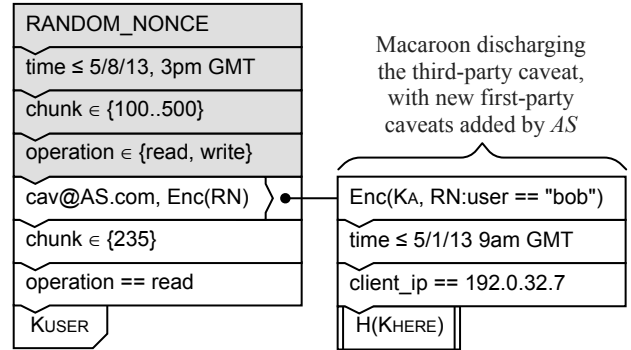 RANDOM_NONCE
time ≤ 5/8/13, 3pm GMT
chunk ∈ {100..500}
operation ∈ {read, write}
cav@AS.com, Enc(RN)
chunk ∈ {235}
operation == read
KUSER
Macaroon discharging
the third-party caveat,
with new first-party
caveats added by AS
Enc(KA, RN:user == "bob")
time ≤ 5/1/13 9am GMT
client_ip == 192.0.32.7
H(KHERE)